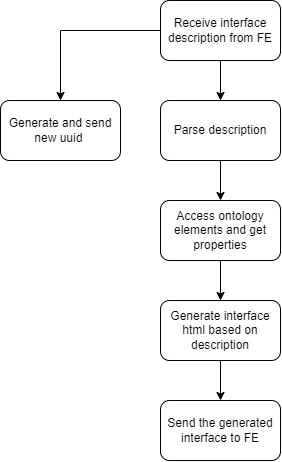 Receive interface
description from FE
Generate and send
new uuid
Parse description
Access ontology
elements and get
properties
Generate interface
html based on
description
Send the generated
interface to FE